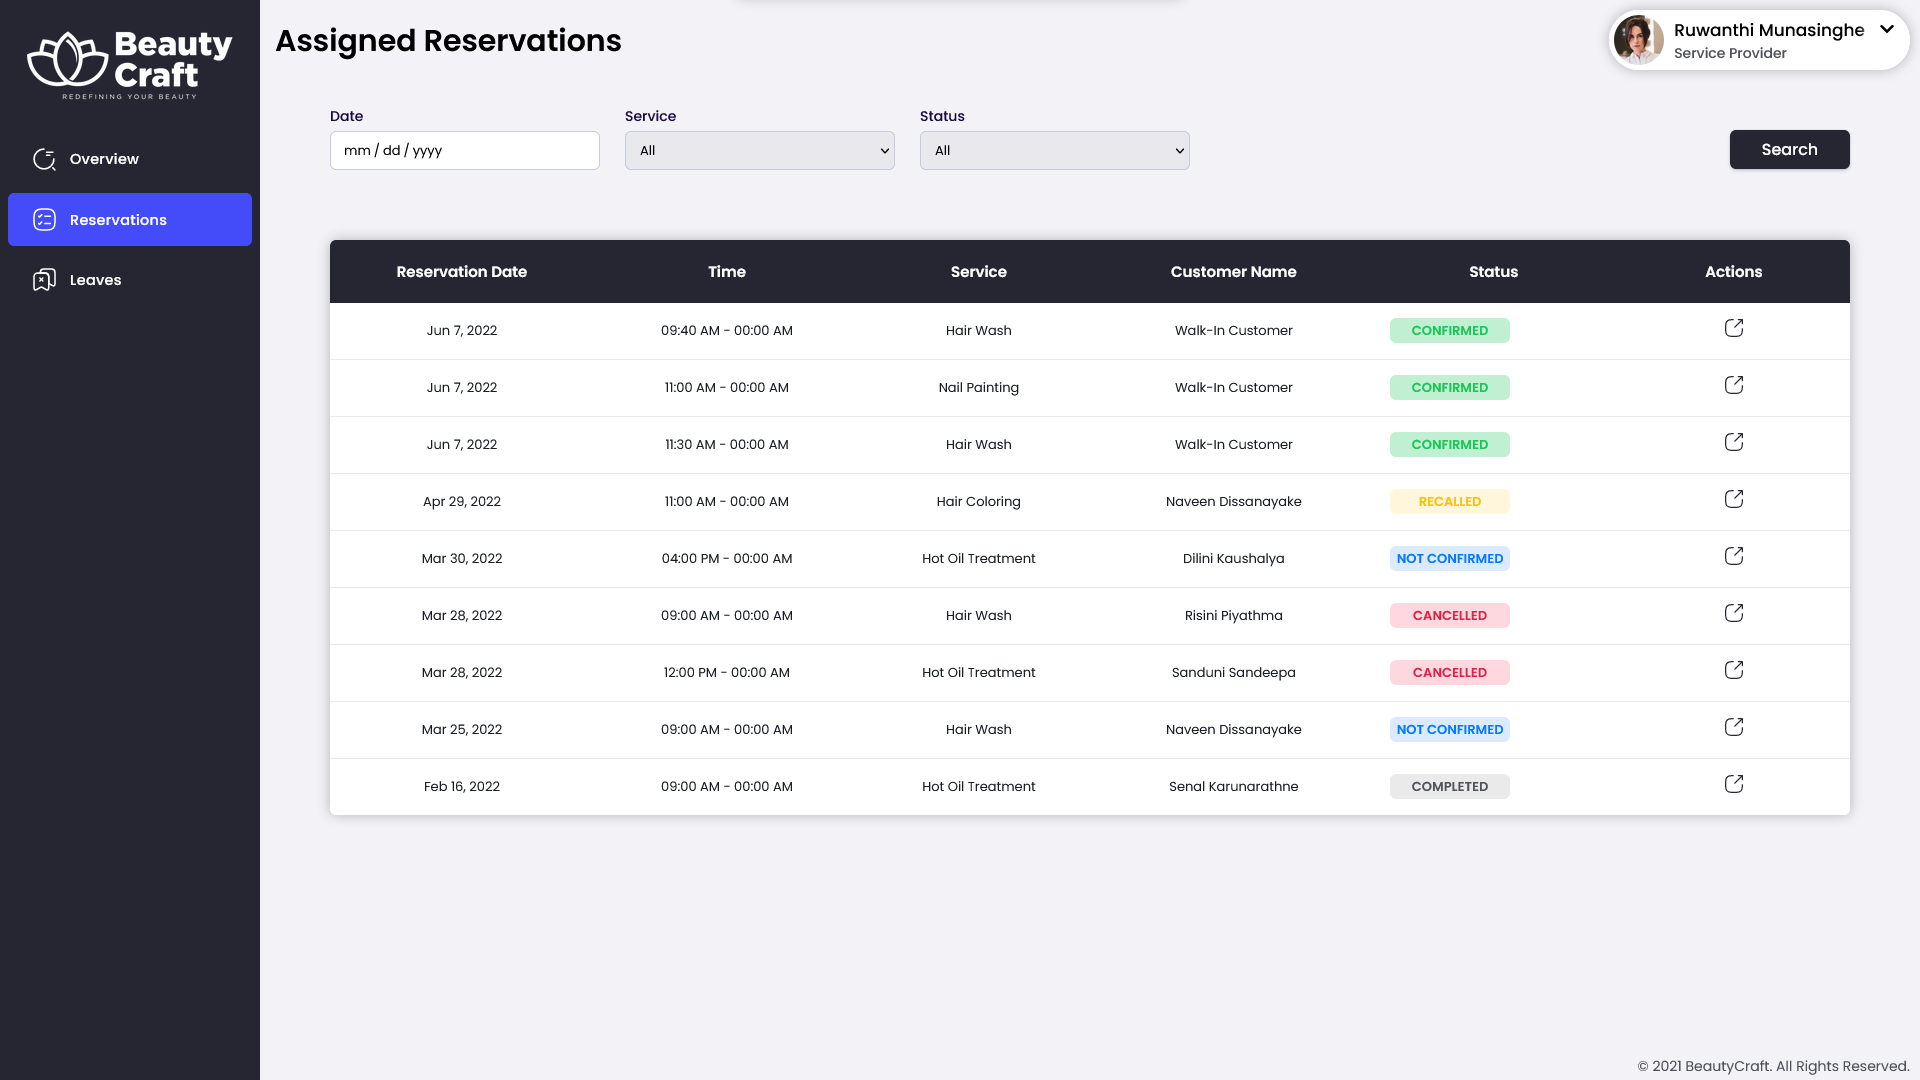 Beauty
Craft
REDEFINING YOUR BEAUTY
Overview
Reservations
Leaves
Assigned Reservations
Ruwanthi Munasinghe
Service Provider
Date Service Status
mm / dd / yyyy All All Search
Reservation Date Time Service Customer Name Status Actions
Jun 7, 2022 09:40 AM - 00:00 AM Hair Wash Walk-In Customer CONFIRMED
Jun 7, 2022 11:00 AM - 00:00 AM Nail Painting Walk-In Customer CONFIRMED
Jun 7, 2022 11:30 AM - 00:00 AM Hair Wash Walk-In Customer CONFIRMED
Apr 29, 2022 11:00 AM - 00:00 AM Hair Coloring Naveen Dissanayake RECALLED
Mar 30, 2022 04:00 PM - 00:00 AM Hot Oil Treatment Dilini Kaushalya NOT CONFIRMED
Mar 28, 2022 09:00 AM - 00:00 AM Hair Wash Risini Piyathma CANCELLED
Mar 28, 2022 12:00 PM - 00:00 AM Hot Oil Treatment Sanduni Sandeepa CANCELLED
Mar 25, 2022 09:00 AM - 00:00 AM Hair Wash Naveen Dissanayake NOT CONFIRMED
Feb 16, 2022 09:00 AM - 00:00 AM Hot Oil Treatment Senal Karunarathne COMPLETED
© 2021 BeautyCraft. All Rights Reserved.